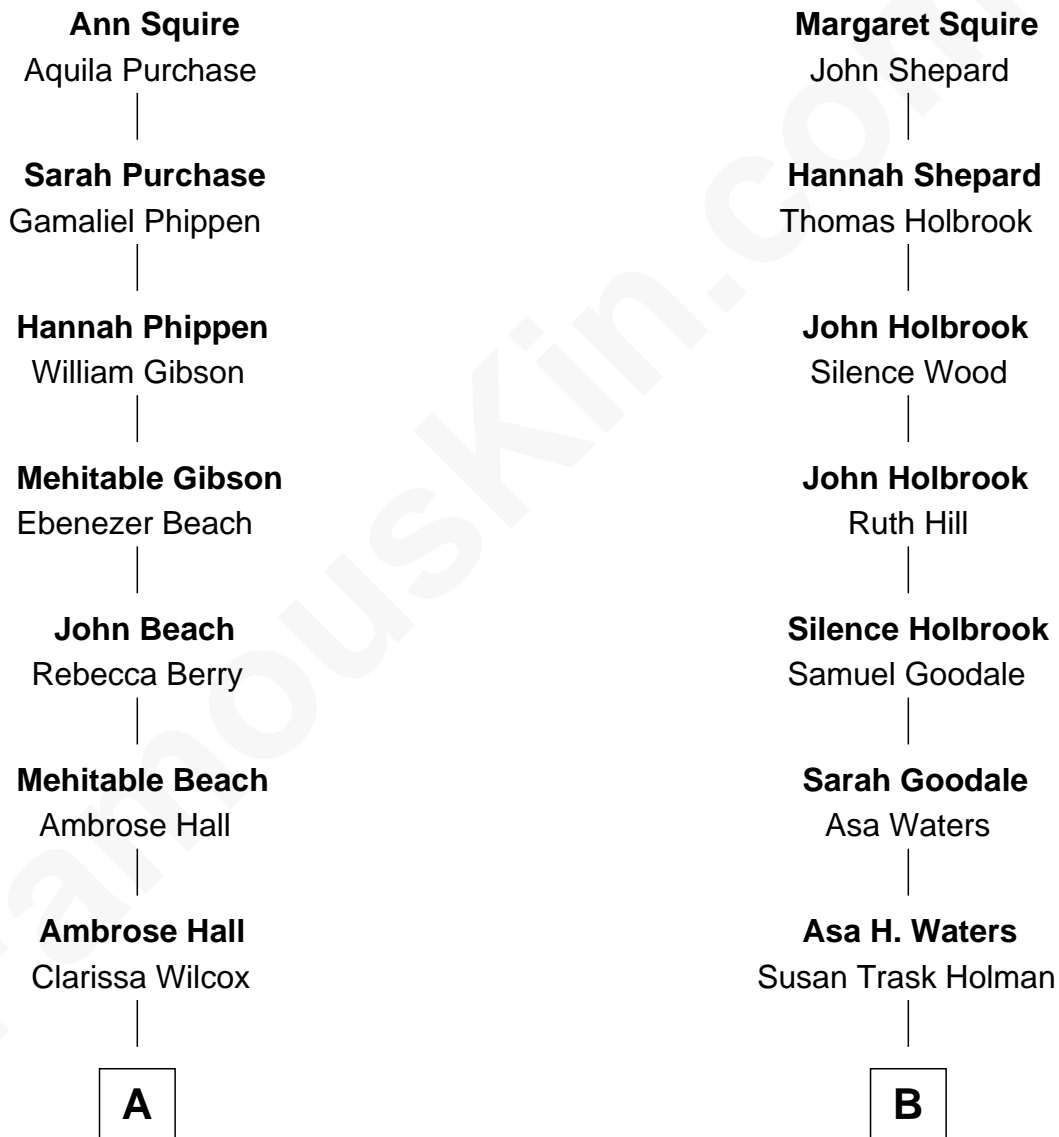 Ann Squire
Aquila Purchase
Sarah Purchase
Gamaliel Phippen
Hannah Phippen
William Gibson
Mehitable Gibson
Ebenezer Beach
John Beach
Rebecca Berry
Mehitable Beach
Ambrose Hall
Ambrose Hall
Clarissa Wilcox
A
Margaret Squire
John Shepard
Hannah Shepard
Thomas Holbrook
John Holbrook
Silence Wood
John Holbrook
Ruth Hill
Silence Holbrook
Samuel Goodale
Sarah Goodale
Asa Waters
Asa H. Waters
Susan Trask Holman
B
FamousKin.com